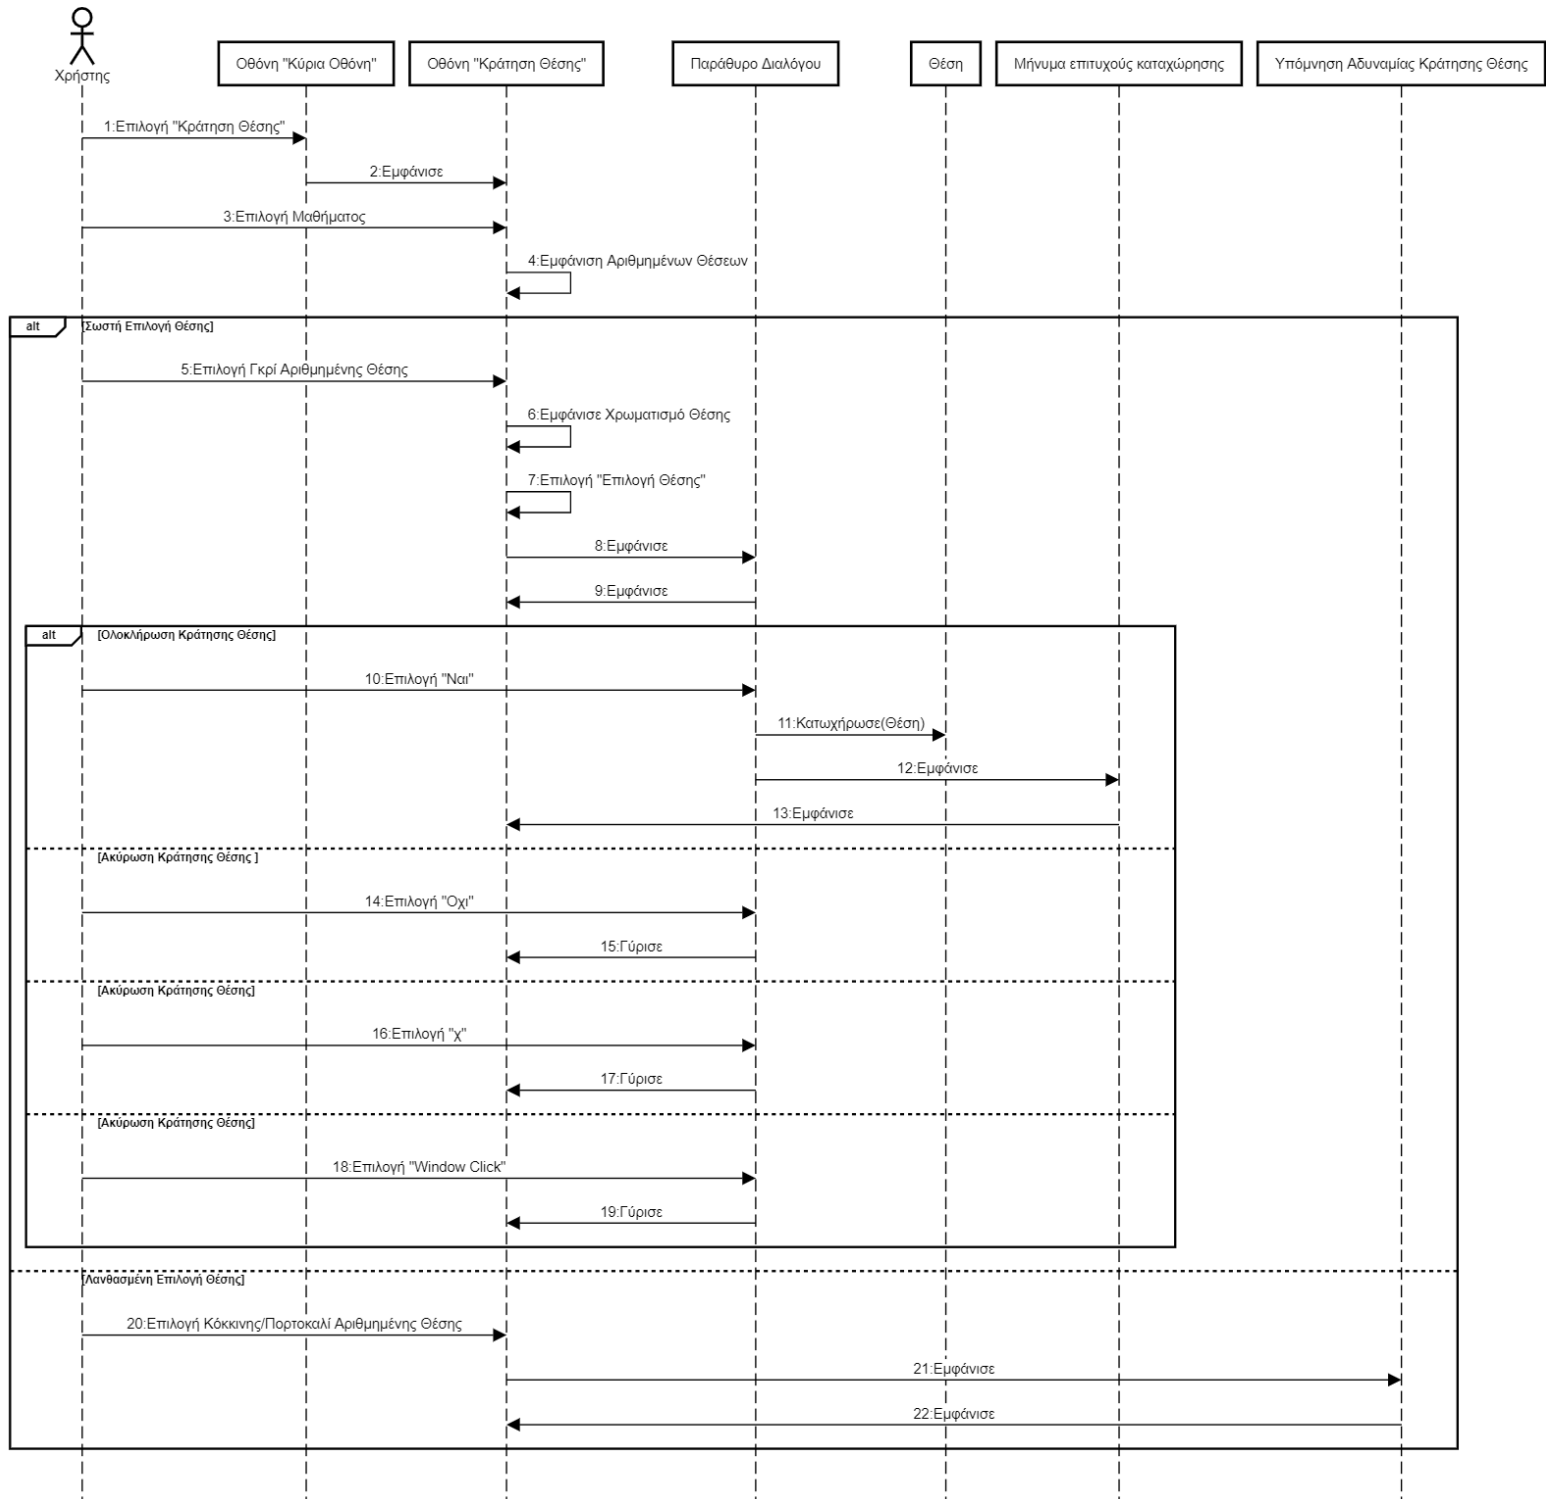 Χρήστης
Οθόνη "Κύρια Οθόνη"
Οθόνη "Κράτηση Θέσης"
Παράθυρο Διαλόγου
Θέση
Μήνυμα επιτυχούς καταχώρησης
Υπόμνηση Αδυναμίας Κράτησης Θέσης
1:Επιλογή "Κράτηση Θέσης"
2:Εμφάνισε
3:Επιλογή Μαθήματος
4:Εμφάνιση Αριθμημένων Θέσεων
alt
[Σωστή Επιλογή Θέσης]
5:Επιλογή Γκρί Αριθμημένης Θέσης
6:Εμφάνισε Χρωματισμό Θέσης
7:Επιλογή "Επιλογή Θέσης"
8:Εμφάνισε
9:Εμφάνισε
alt
[Ολοκλήρωση Κράτησης Θέσης]
10:Επιλογή "Ναι"
11:Κατωχήρωσε(Θέση)
12:Εμφάνισε
13:Εμφάνισε
[Ακύρωση Κράτησης Θέσης ]
14:Επιλογή "Οχι"
15:Γύρισε
[Ακύρωση Κράτησης Θέσης]
16:Επιλογή "χ"
17:Γύρισε
[Ακύρωση Κράτησης Θέσης]
18:Επιλογή "Window Click"
19:Γύρισε
[Λανθασμένη Επιλογή Θέσης]
20:Επιλογή Κόκκινης/Πορτοκαλί Αριθμημένης Θέσης
21:Εμφάνισε
22:Εμφάνισε